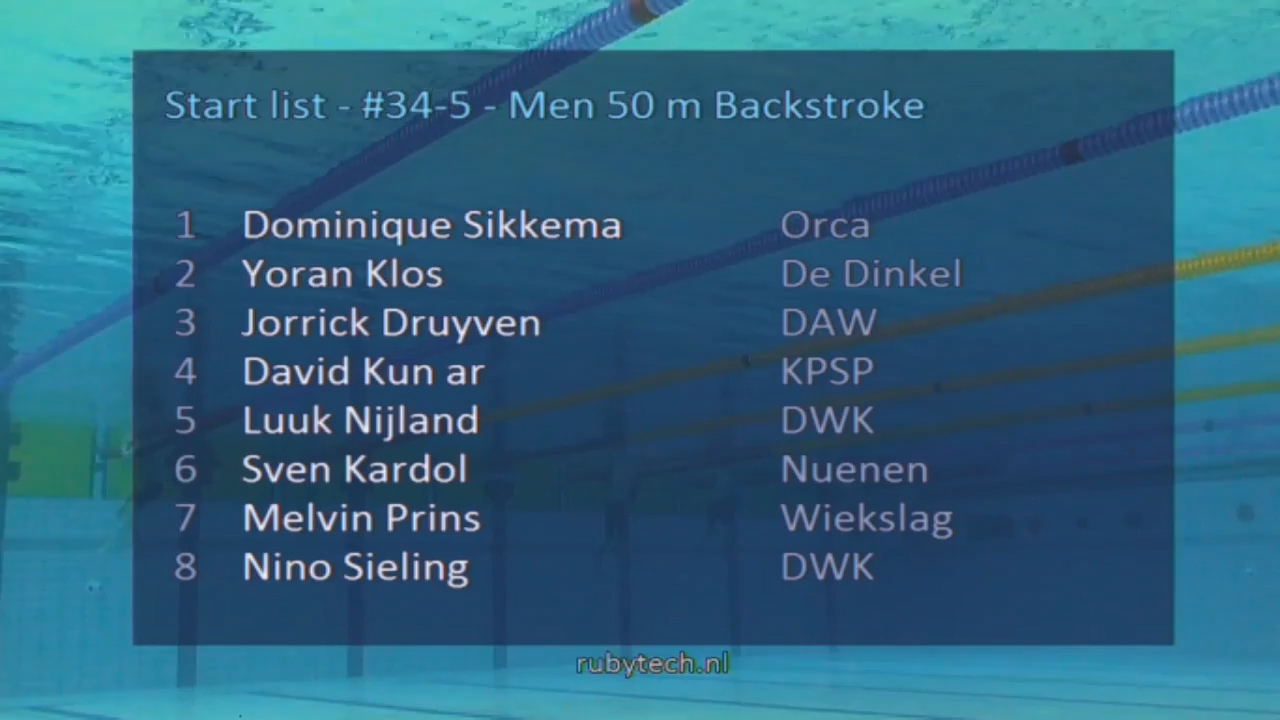 Start list - #34-5 - Men 50 m Backstroke
1 Dominique Sikkema Orca
2 Yoran Klos De Dinkel
3 Jorrick Druyven DAW
4 David Kun ar KPSP
5 Luuk Nijland DWK
6 Sven Kardol Nuenen
7 Melvin Prins Wiekslag
8 Nino Sieling DWK
rubytech.nl